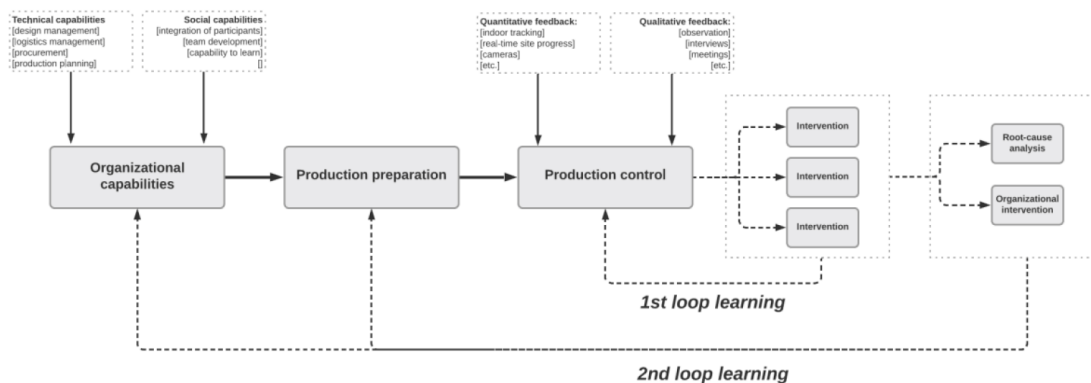 Technical capabilities
[design management]
[logistics management]
[procurement]
[production planning]
Social capabilities
[integration of participants]
[team development]
[capability to learn]
[]
Quantitative feedback:
[indoor tracking]
[real-time site progress]
[cameras]
[etc.]
Qualitative feedback:
[observation]
[interviews]
[meetings]
[etc.]
Organizational
capabilities
Production preparation
Production control
Intervention
Intervention
Intervention
Root-cause
analysis
Organizational
intervention
1st loop learning
2nd loop learning